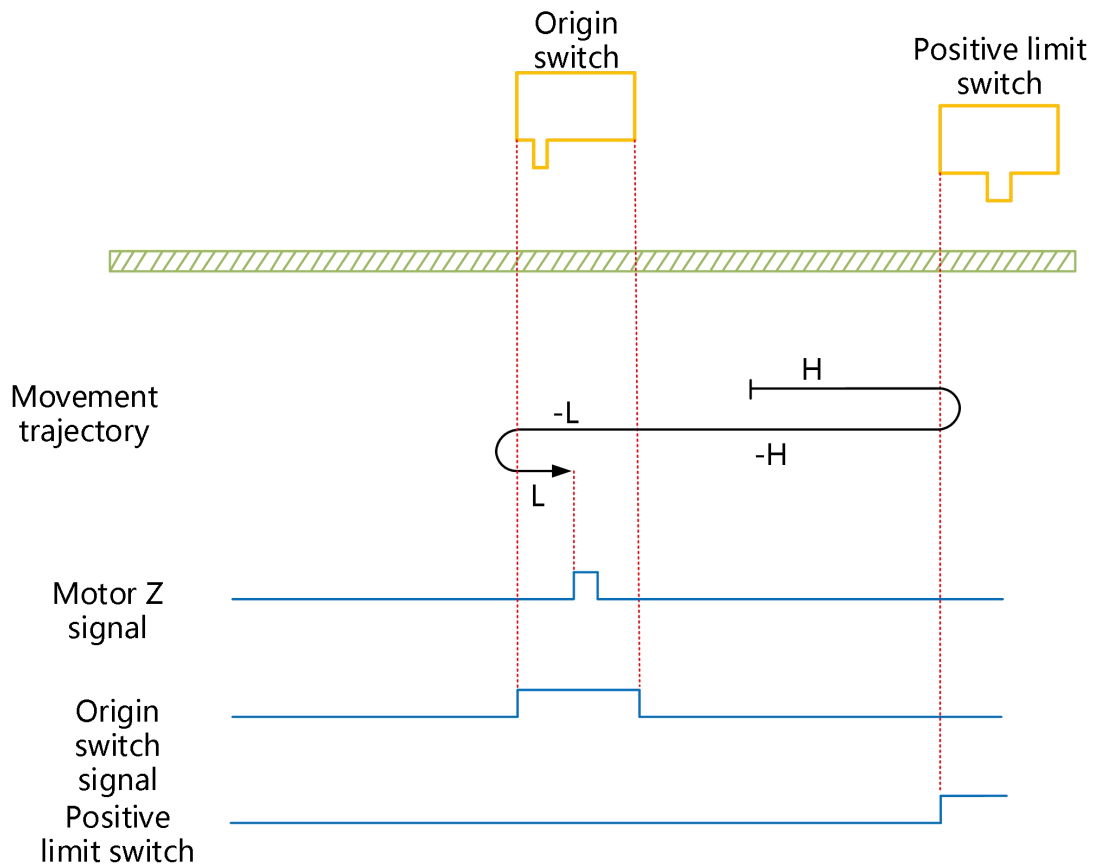 Origin
switch
Positive limit
switch
H
Movement
trajectory
-L
-H
L
Motor Z
signal
Origin
switch
signal
Positive
limit switch